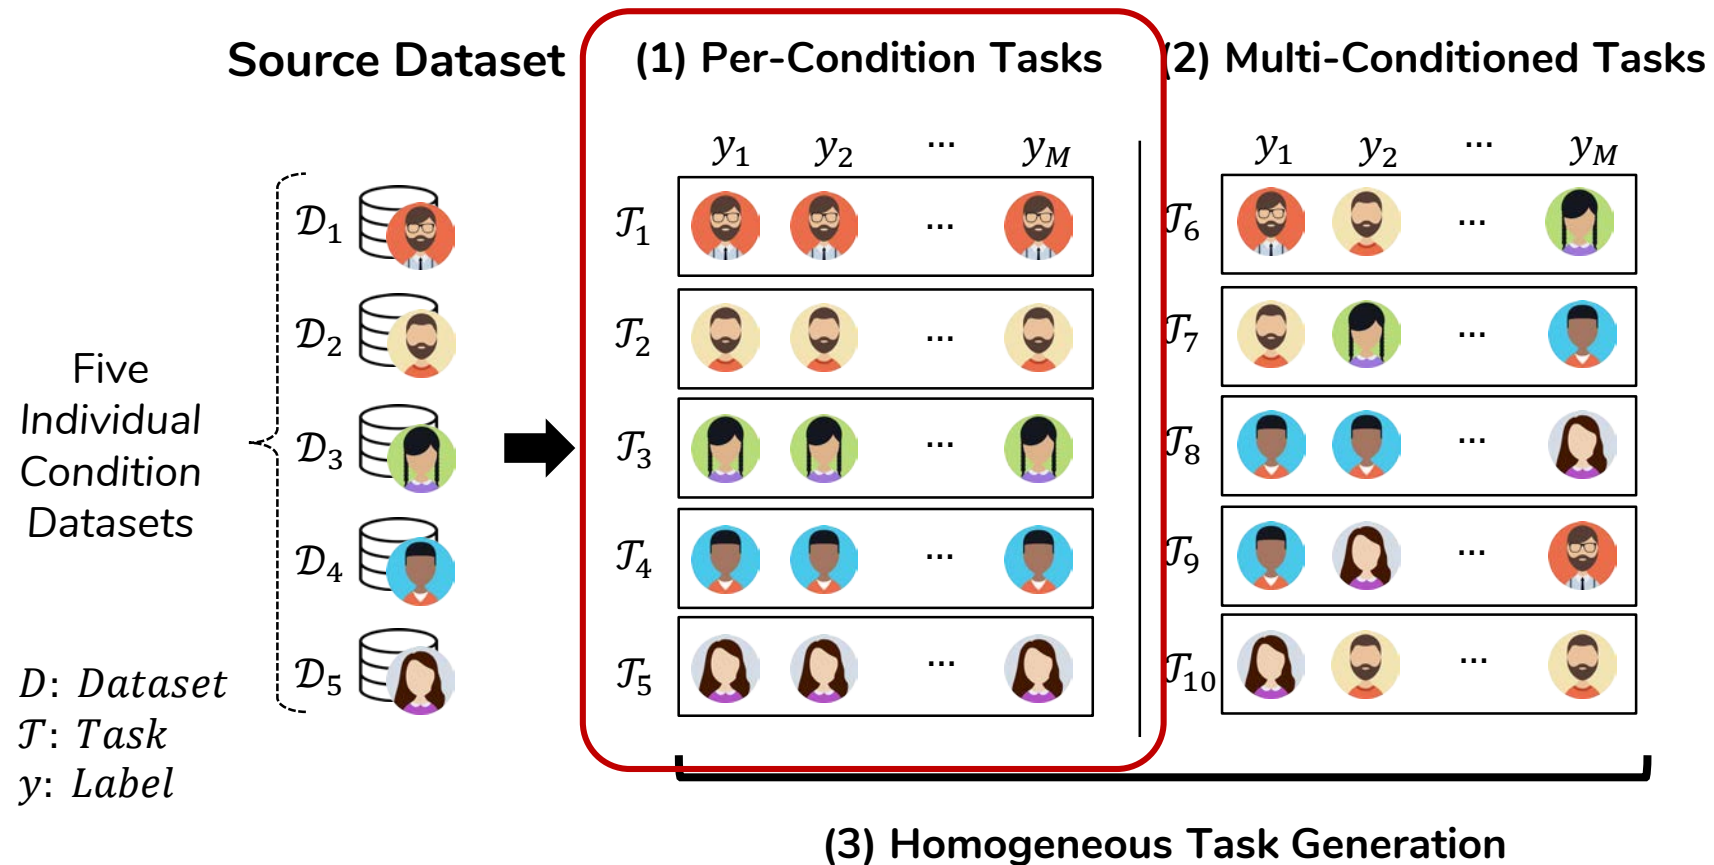 Source Dataset
(1) Per-Condition Tasks
(2) Multi-Conditioned Tasks
y₁ y₂ ... y_M
y₁ y₂ ... y_M
𝒟₁
𝒯₁ ...
𝒯₆ ...
𝒟₂
𝒯₂ ...
𝒯₇ ...
Five
Individual
Condition
Datasets
𝒟₃
𝒯₃ ...
𝒯₈ ...
𝒟₄
𝒯₄ ...
𝒯₉ ...
𝒟₅
𝒯₅ ...
𝒯₁₀ ...
D: Dataset
𝒯: Task
y: Label
(3) Homogeneous Task Generation